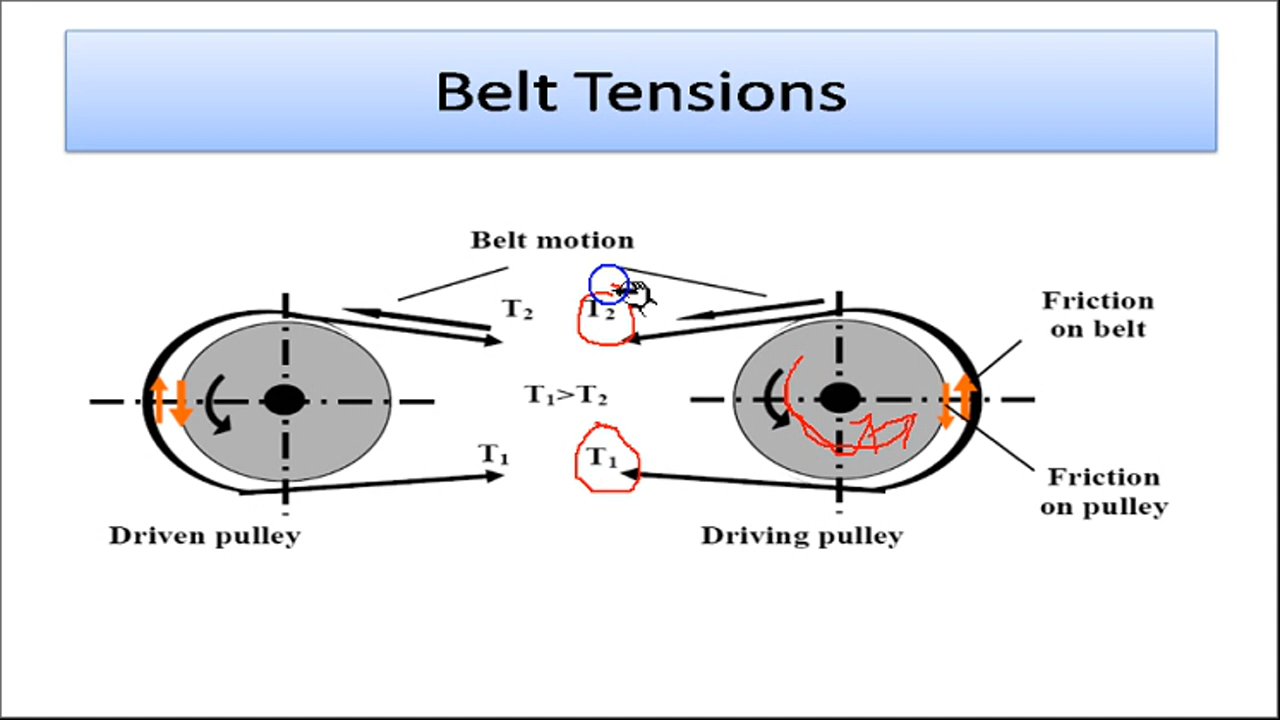 Belt Tensions
Belt motion
T₂
T₂
Friction
on belt
T₁>T₂
T₁
T₁
Friction
on pulley
Driven pulley
Driving pulley